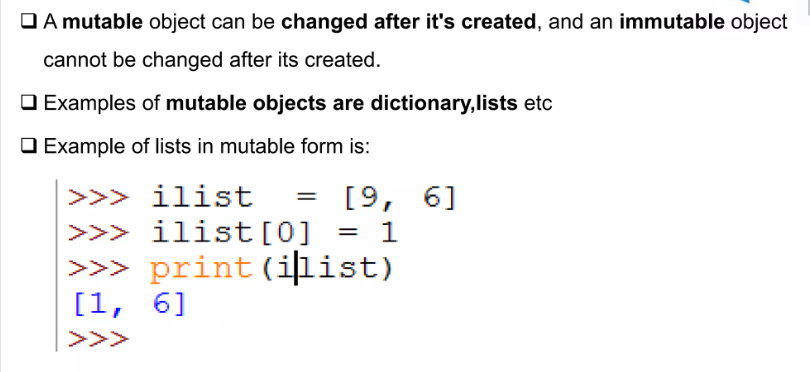 ❑ A mutable object can be changed after it's created, and an immutable object
cannot be changed after its created.
❑ Examples of mutable objects are dictionary,lists etc
❑ Example of lists in mutable form is:
>>> ilist  = [9, 6]
>>> ilist[0] = 1
>>> print(ilist)
[1, 6]
>>>